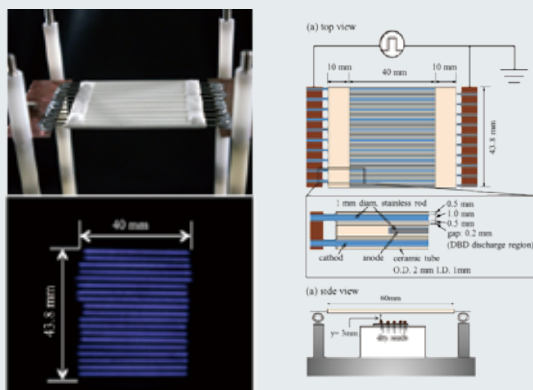 40 mm
43.8 mm
(a) top view
10 mm
40 mm
10 mm
43.8 mm
1 mm diam. stainless rod
0.5 mm
1.0 mm
0.5 mm
gap: 0.2 mm
(DBD discharge region)
cathod
anode
ceramic tube
O.D. 2 mm I.D. 1mm
(a) side view
60mm
y= 3mm
dry seeds